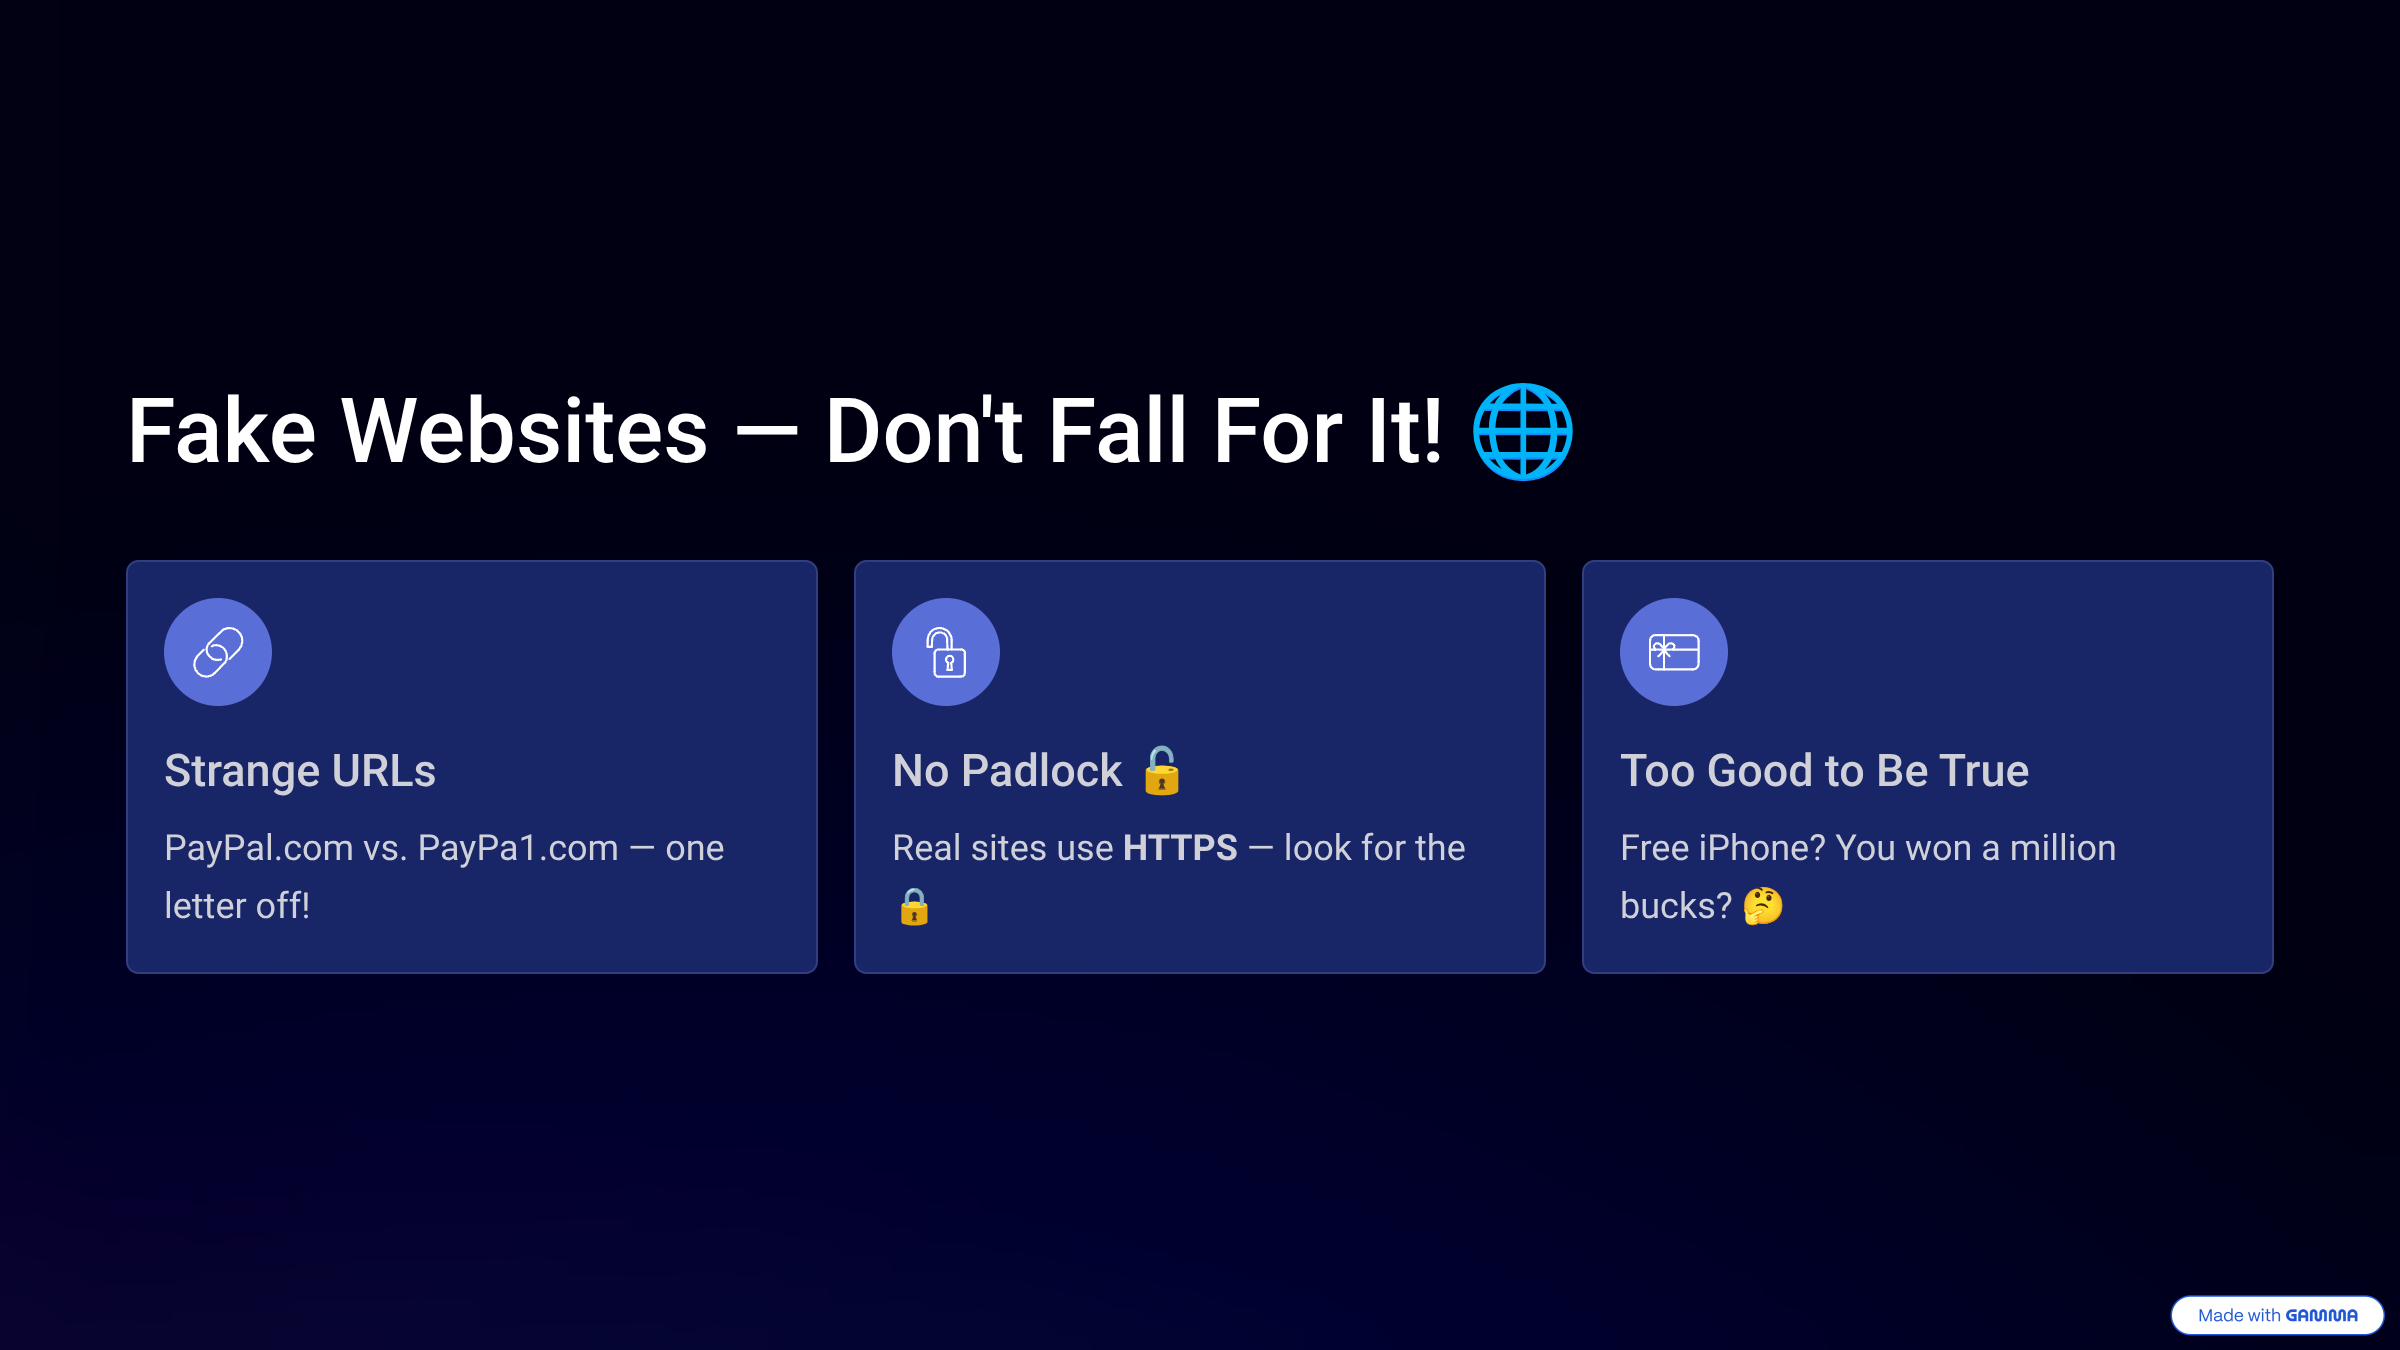 Fake Websites — Don't Fall For It! 🌐
Strange URLs
PayPal.com vs. PayPa1.com — one
letter off!
No Padlock 🔓
Real sites use HTTPS — look for the
🔒
Too Good to Be True
Free iPhone? You won a million
bucks? 🤔
Made with GAMMA